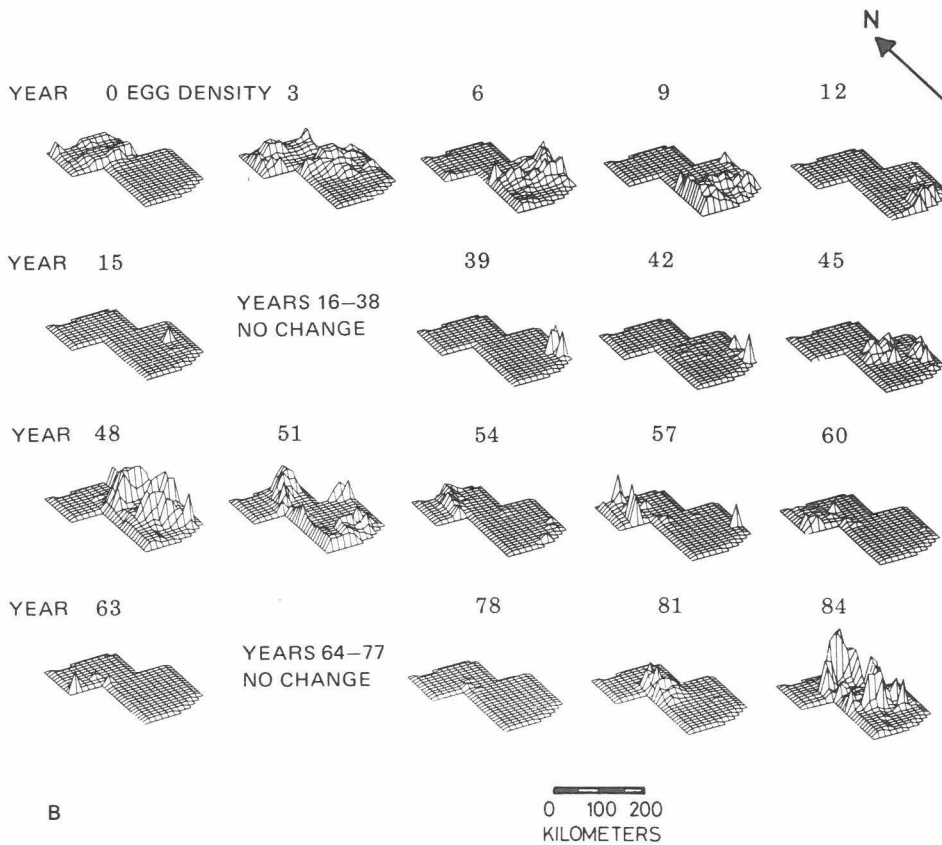 N
YEAR 0 EGG DENSITY 3 6 9 12
YEAR 15 39 42 45
YEARS 16–38
NO CHANGE
YEAR 48 51 54 57 60
YEAR 63 78 81 84
YEARS 64–77
NO CHANGE
B
0 100 200
KILOMETERS